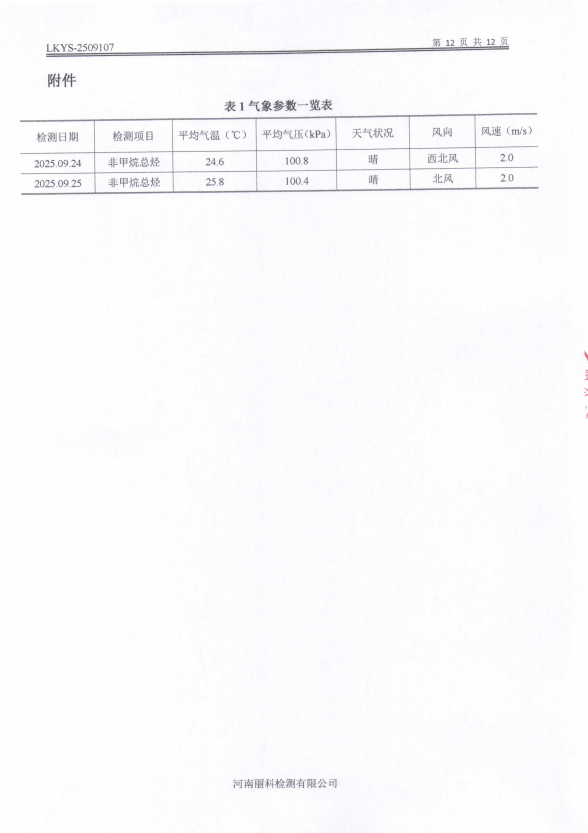 LKYS-2509107 第 12 页 共 12 页
附件
表 1 气象参数一览表
检测日期 检测项目 平均气温（℃） 平均气压(kPa) 天气状况 风向 风速（m/s）
2025.09.24 非甲烷总烃 24.6 100.8 晴 西北风 2.0
2025.09.25 非甲烷总烃 25.8 100.4 晴 北风 2.0
河南丽科检测有限公司